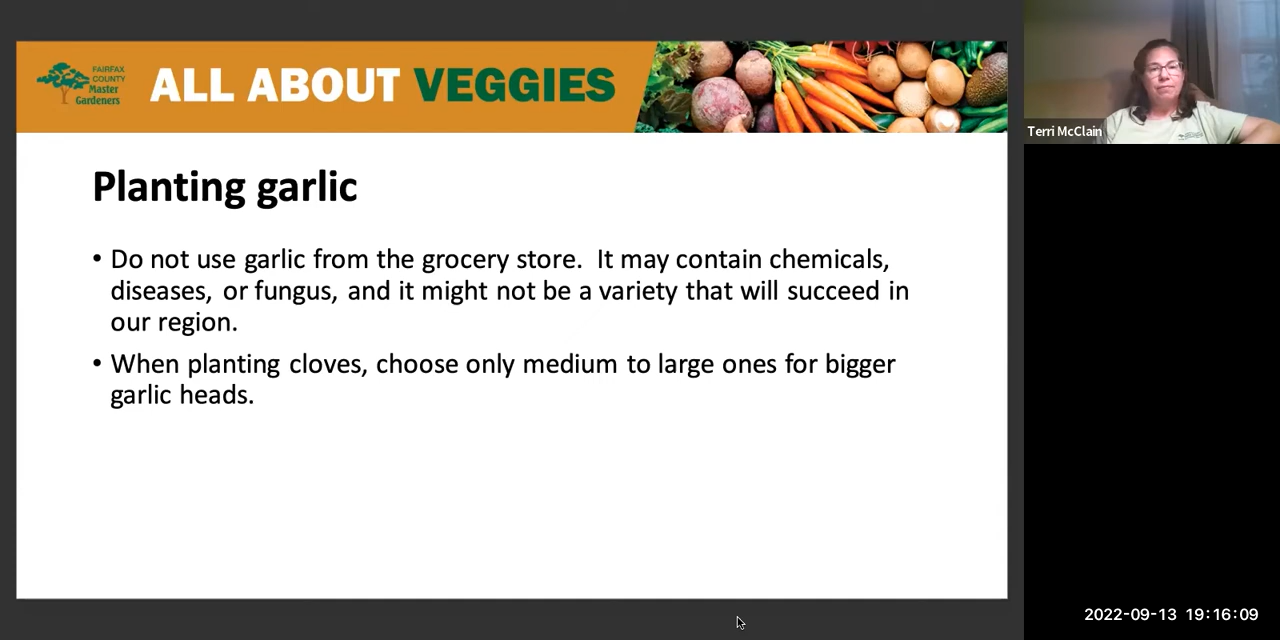 FAIRFAX
COUNTY
Master
Gardeners
ALL ABOUT VEGGIES
Terri McClain
Planting garlic
• Do not use garlic from the grocery store.  It may contain chemicals,
diseases, or fungus, and it might not be a variety that will succeed in
our region.
• When planting cloves, choose only medium to large ones for bigger
garlic heads.
2022-09-13 19:16:09